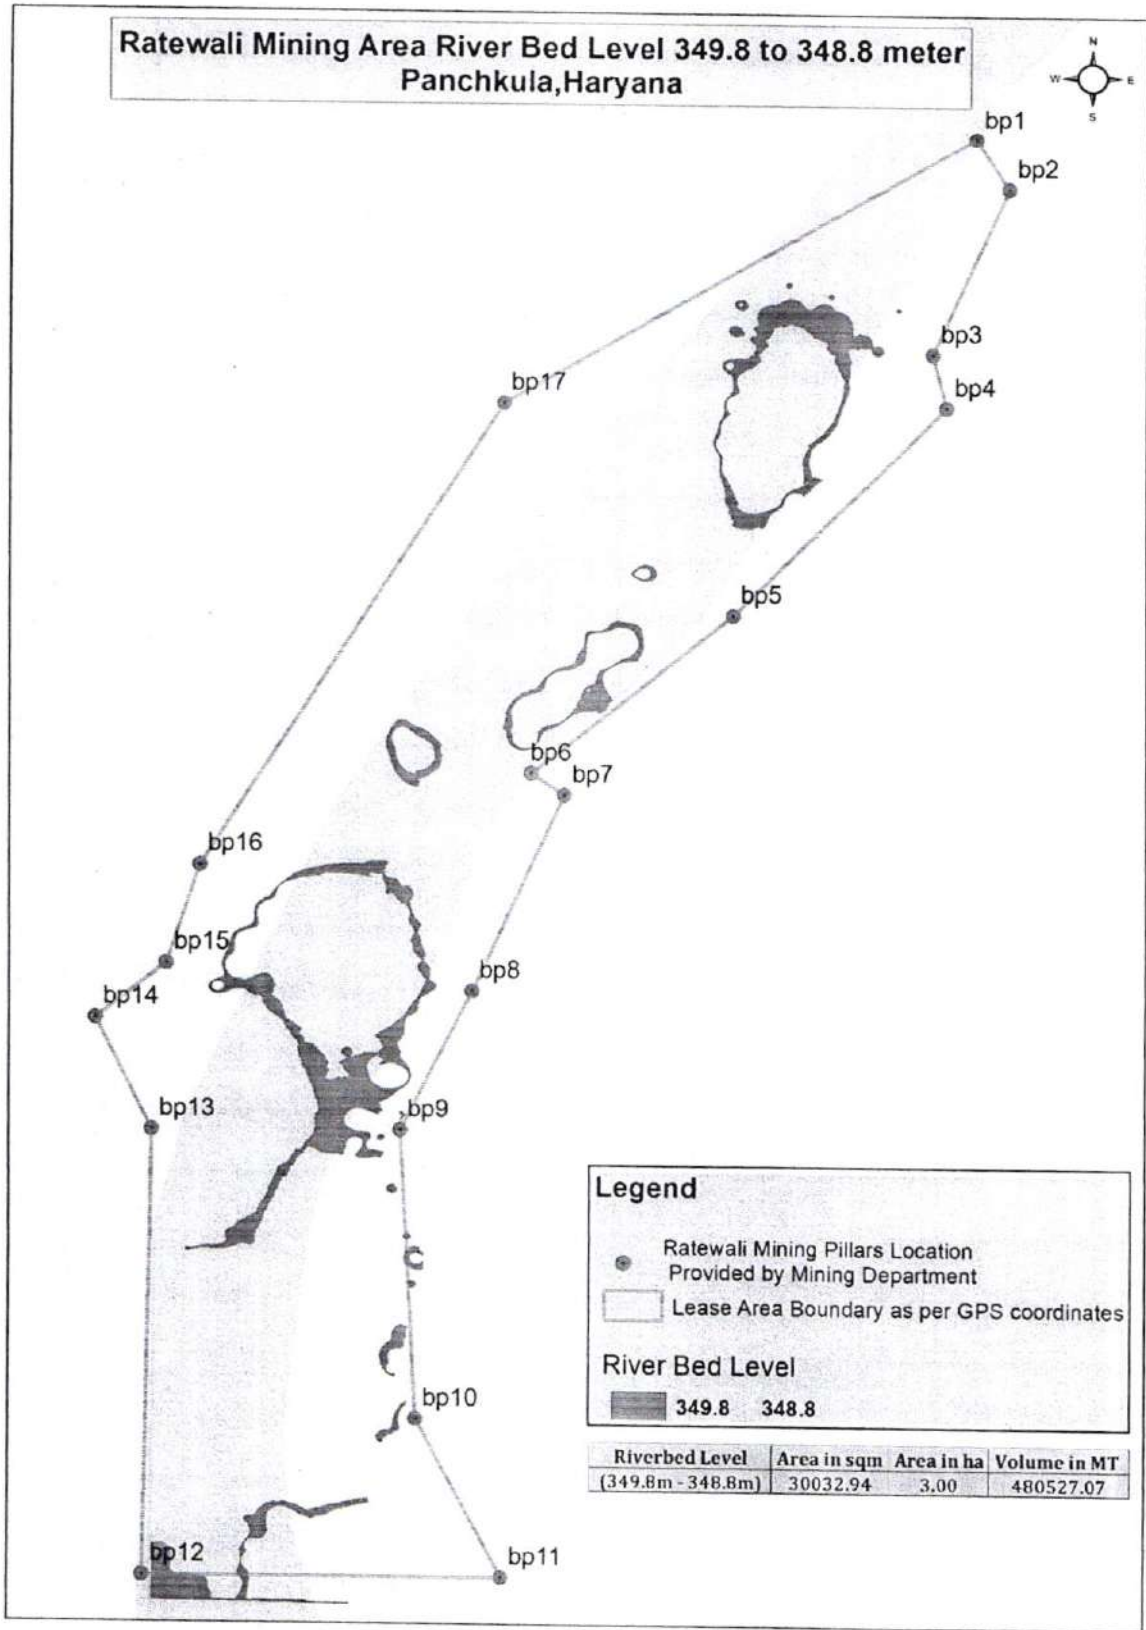 Ratewali Mining Area River Bed Level 349.8 to 348.8 meter
Panchkula,Haryana
N
W E
S
bp1
bp2
bp3
bp4
bp17
bp5
bp6
bp7
bp16
bp15
bp8
bp14
bp13
bp9
bp10
bp12
bp11
Legend
Ratewali Mining Pillars Location
Provided by Mining Department
Lease Area Boundary as per GPS coordinates
River Bed Level
349.8 348.8
Riverbed Level Area in sqm Area in ha Volume in MT
(349.8m - 348.8m) 30032.94 3.00 480527.07